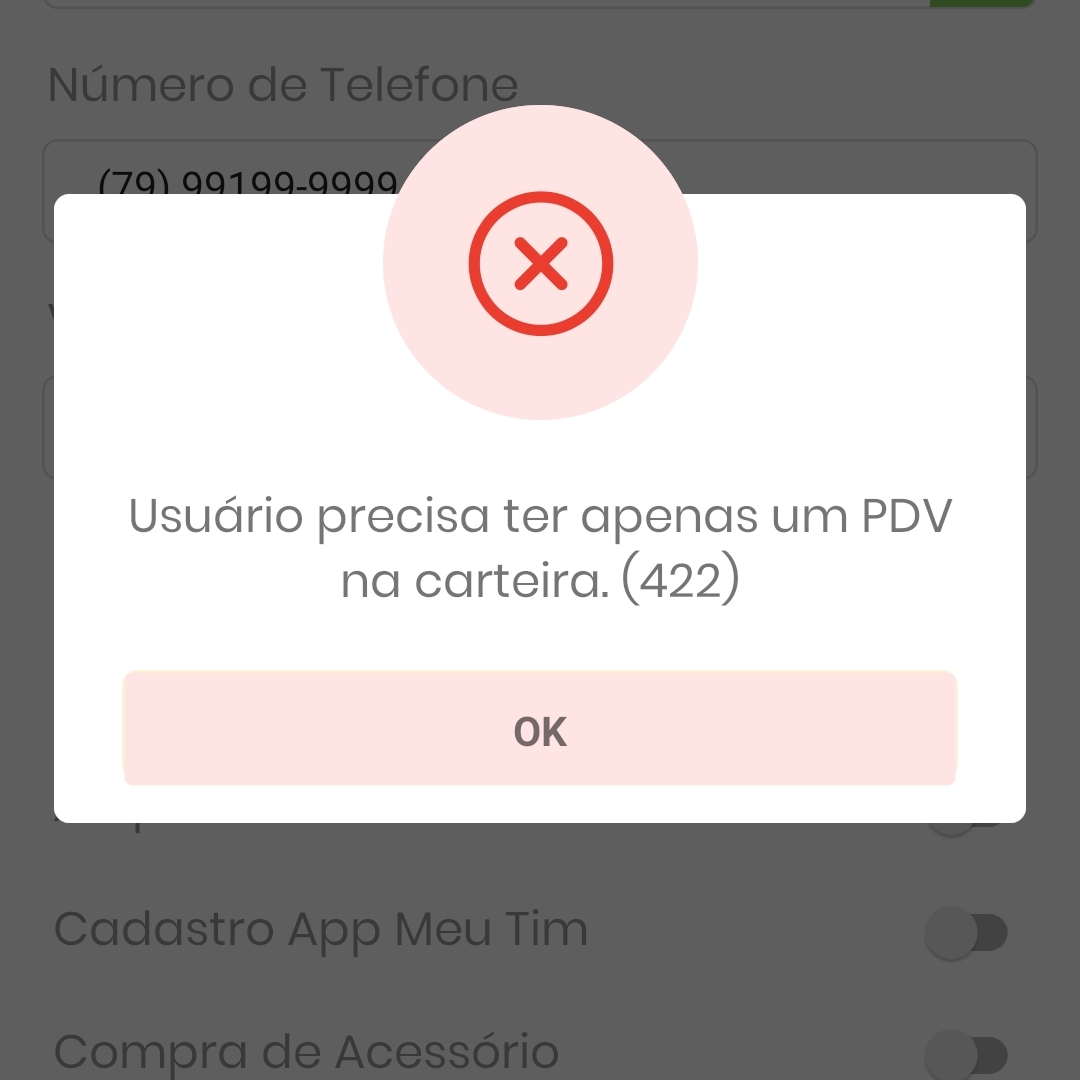 Número de Telefone
(79) 99199-9999
Usuário precisa ter apenas um PDV
na carteira. (422)
OK
Cadastro App Meu Tim
Compra de Acessório